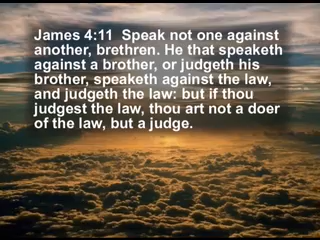 James 4:11  Speak not one against
another, brethren. He that speaketh
against a brother, or judgeth his
brother, speaketh against the law,
and judgeth the law: but if thou
judgest the law, thou art not a doer
of the law, but a judge.